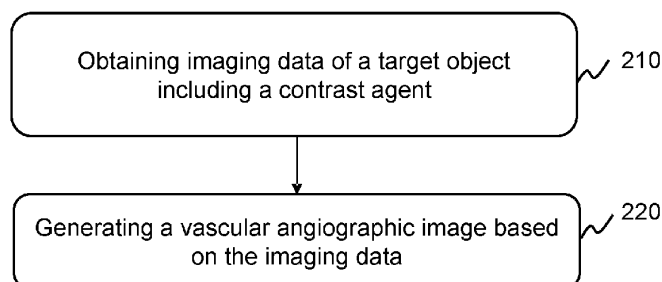 Obtaining imaging data of a target object
including a contrast agent
210
Generating a vascular angiographic image based
on the imaging data
220